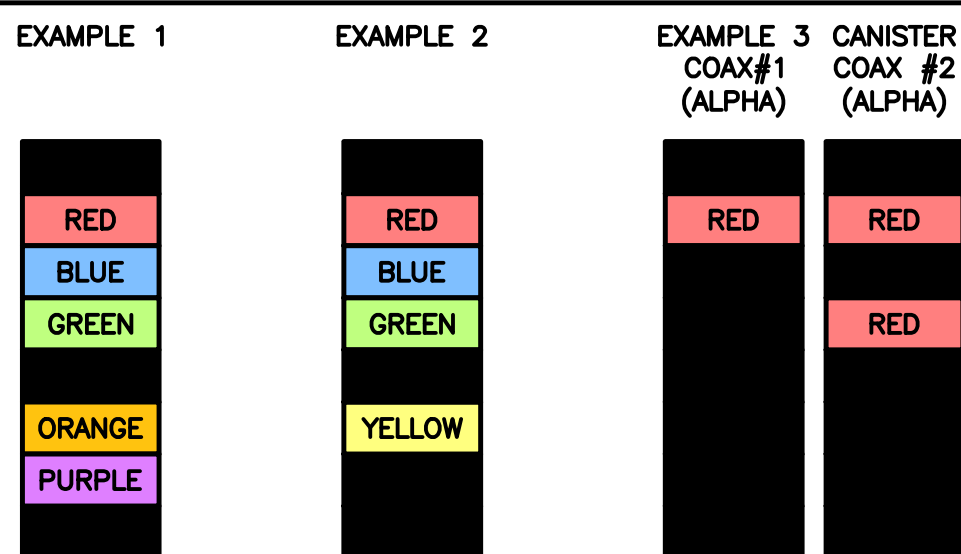 EXAMPLE 1
EXAMPLE 2
EXAMPLE 3
COAX#1
(ALPHA)
CANISTER
COAX #2
(ALPHA)
RED
BLUE
GREEN
ORANGE
PURPLE
RED
BLUE
GREEN
YELLOW
RED
RED
RED